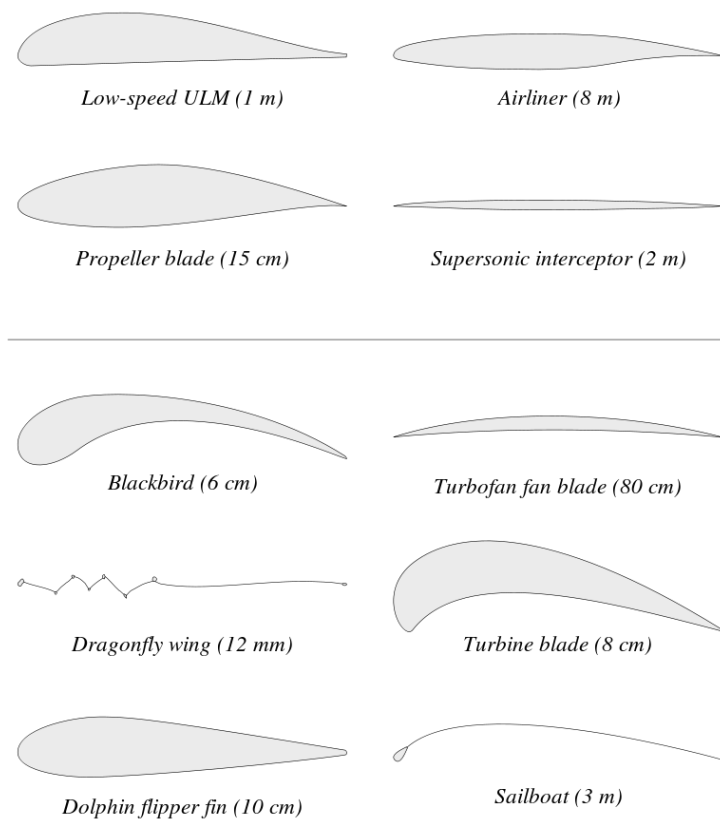 Low-speed ULM (1 m)
Airliner (8 m)
Propeller blade (15 cm)
Supersonic interceptor (2 m)
Blackbird (6 cm)
Turbofan fan blade (80 cm)
Dragonfly wing (12 mm)
Turbine blade (8 cm)
Dolphin flipper fin (10 cm)
Sailboat (3 m)